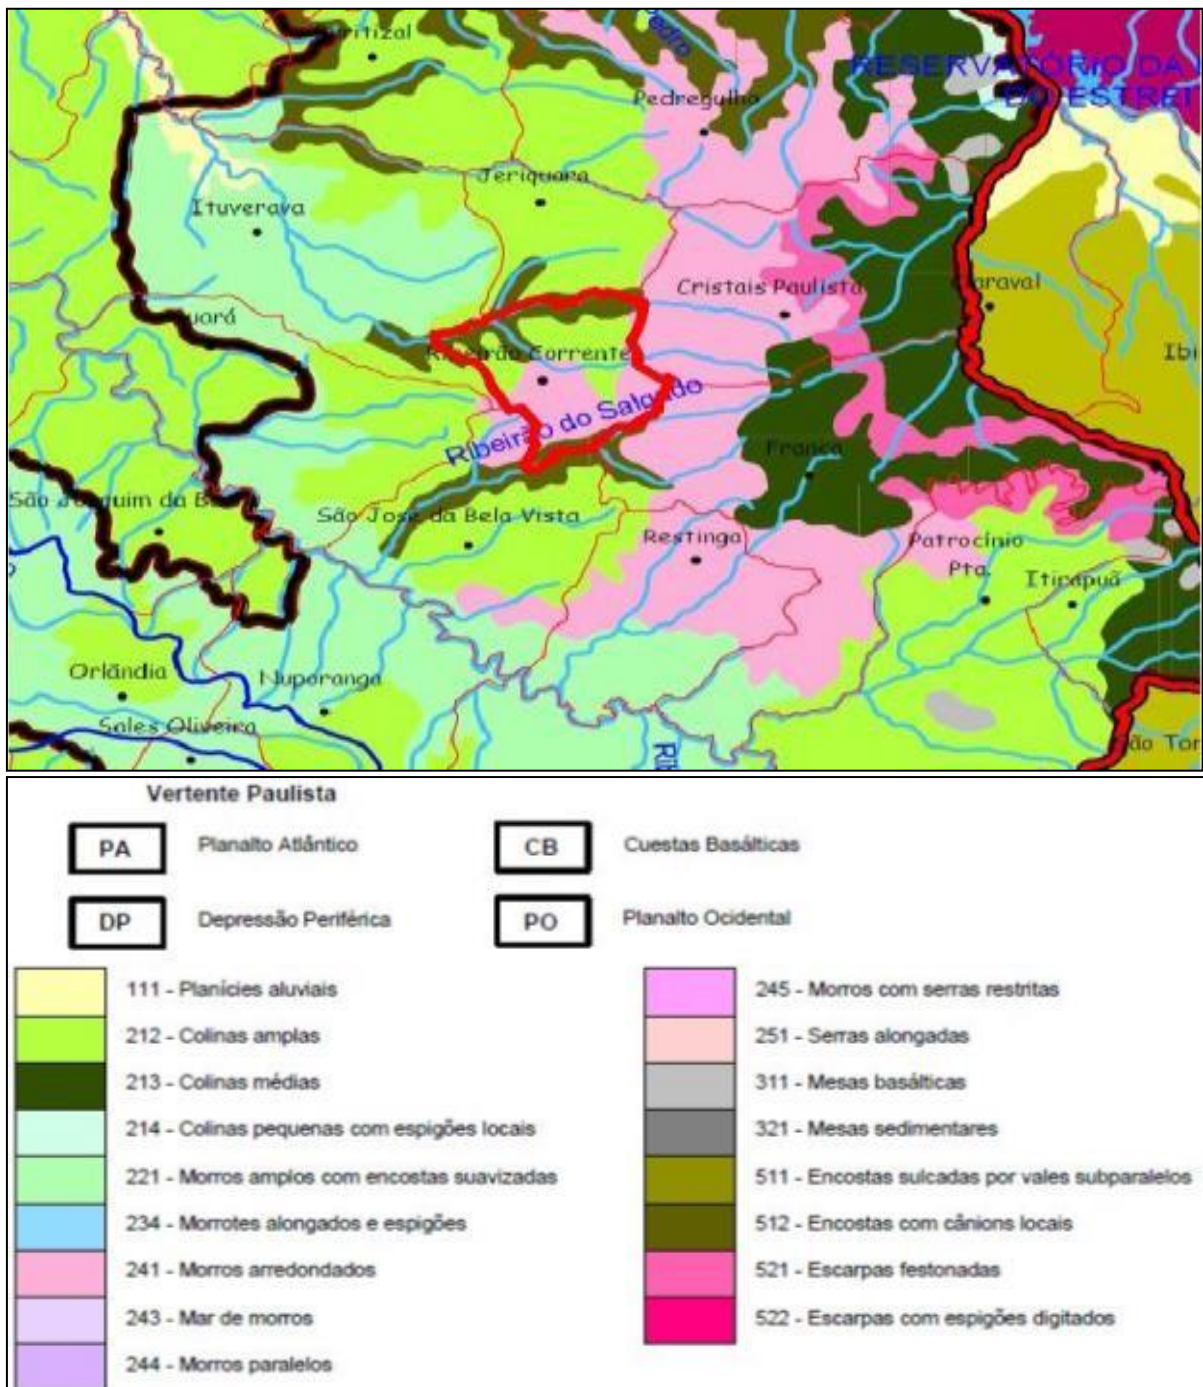 Pedro
Pedregulho
RESERVATÓRIO DA
Jeriquara
Ituverava
Cristais Paulista
Ribeirão Corrente
Ribeirão do Salgado
Franca
São José da Bela Vista
Restinga
Patrocínio
Pta.
Itirapuã
Orlândia
Nuporanga
Sales Oliveira
Vertente Paulista
PA Planalto Atlântico
CB Cuestas Basálticas
DP Depressão Periférica
PO Planalto Ocidental
111 - Planícies aluviais
212 - Colinas amplas
213 - Colinas médias
214 - Colinas pequenas com espigões locais
221 - Morros amplos com encostas suavizadas
234 - Morrotes alongados e espigões
241 - Morros arredondados
243 - Mar de morros
244 - Morros paralelos
245 - Morros com serras restritas
251 - Serras alongadas
311 - Mesas basálticas
321 - Mesas sedimentares
511 - Encostas sulcadas por vales subparalelos
512 - Encostas com cânions locais
521 - Escarpas festonadas
522 - Escarpas com espigões digitados